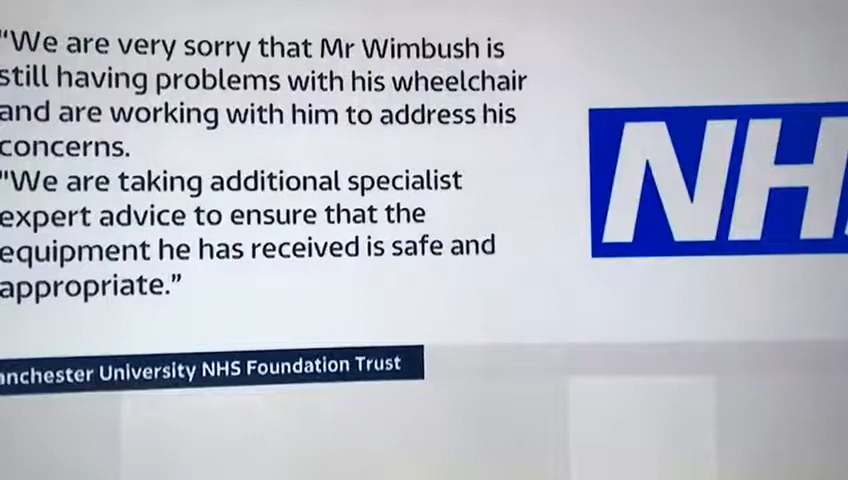 “We are very sorry that Mr Wimbush is
still having problems with his wheelchair
and are working with him to address his
concerns.
"We are taking additional specialist
expert advice to ensure that the
equipment he has received is safe and
appropriate.”
NH
anchester University NHS Foundation Trust